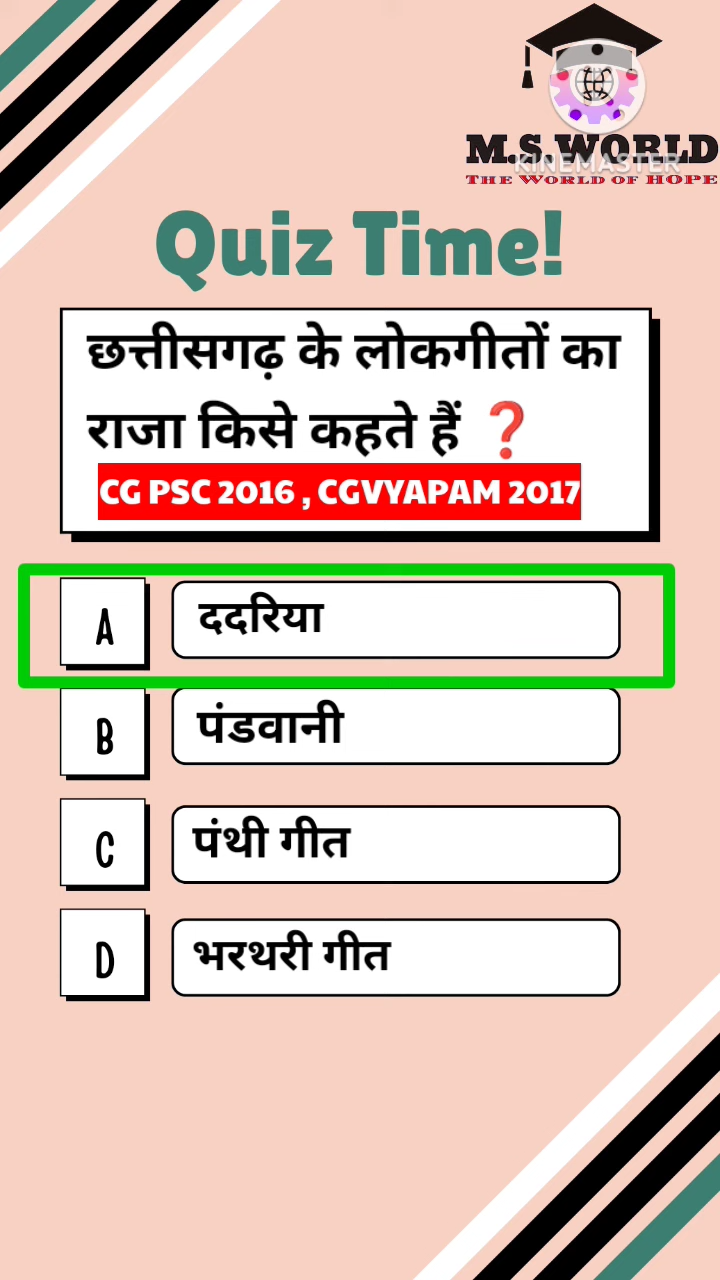 M.S.WORLD
KINEMASTER
THE WORLD OF HOPE
Quiz Time!
छत्तीसगढ़ के लोकगीतों का
राजा किसे कहते हैं ❓
CG PSC 2016 , CGVYAPAM 2017
A ददरिया
B पंडवानी
C पंथी गीत
D भरथरी गीत